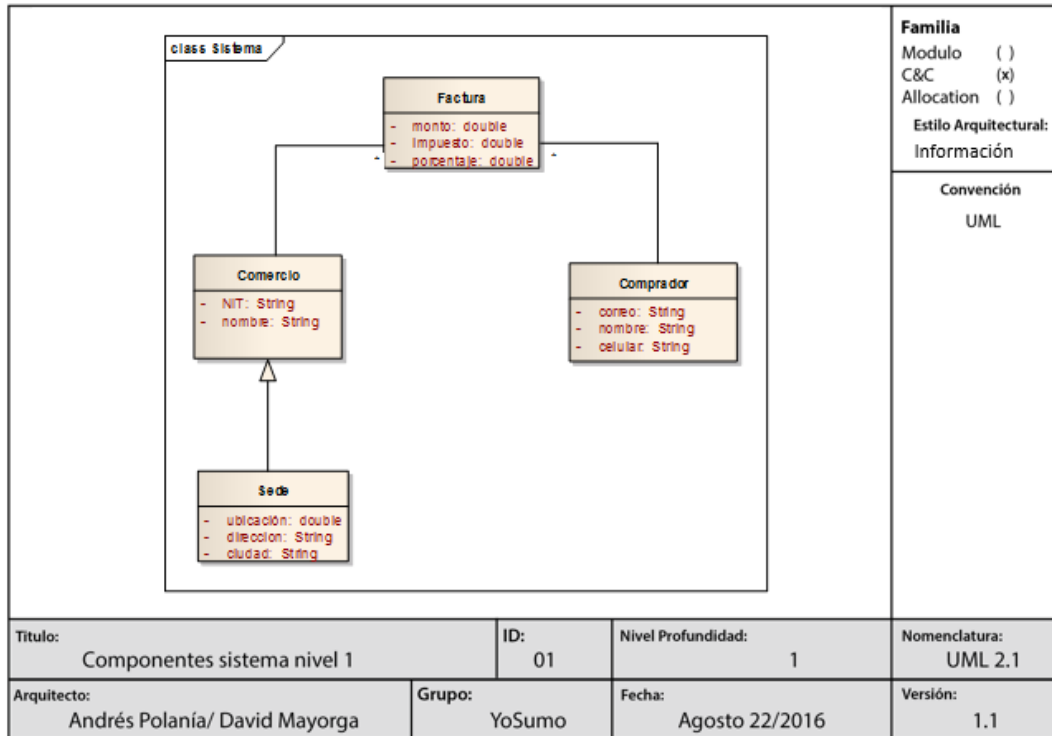 class Sistema
Factura
- monto: double
- Impuesto: double
- porcentaje: double
*
*
Comercio
- NIT: String
- nombre: String
Comprador
- correo: String
- nombre: String
- celular: String
Sede
- ubicación: double
- direccion: String
- ciudad: String
Familia
Modulo ( )
C&C (x)
Allocation ( )
Estilo Arquitectural:
Información
Convención
UML
Titulo:
Componentes sistema nivel 1
ID:
01
Nivel Profundidad:
1
Nomenclatura:
UML 2.1
Arquitecto:
Andrés Polanía/ David Mayorga
Grupo:
YoSumo
Fecha:
Agosto 22/2016
Versión:
1.1